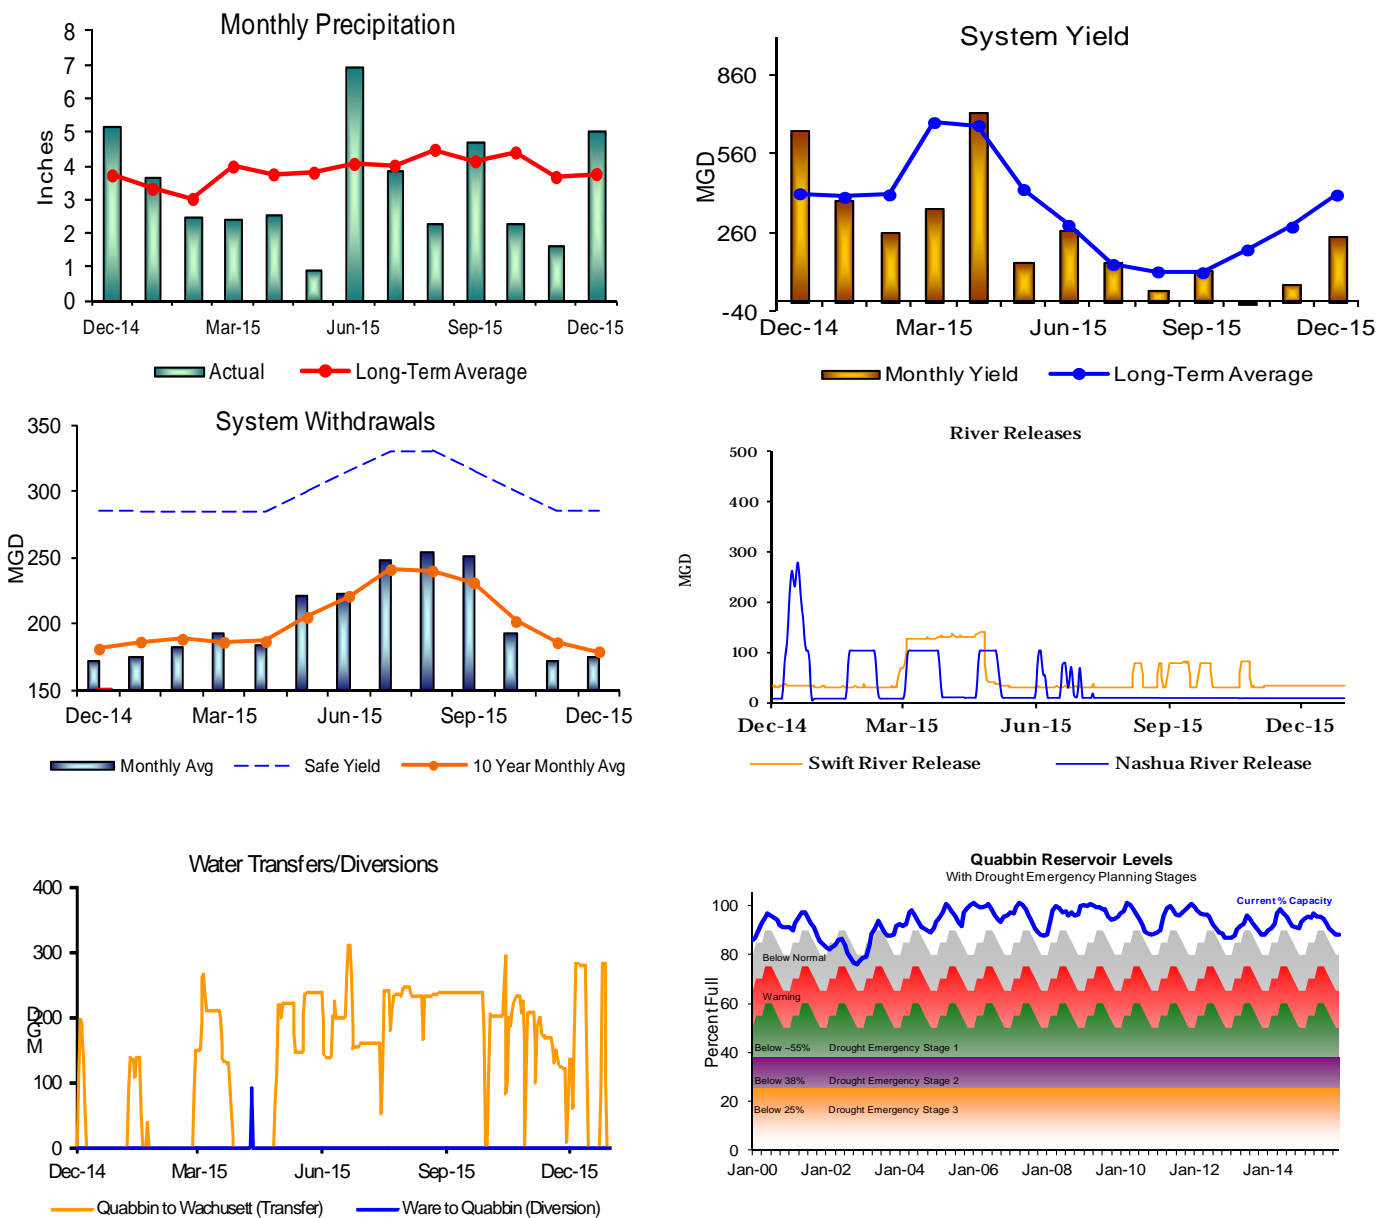 Monthly Precipitation
8
7
6
5
4
3
2
1
0
Inches
Dec-14 Mar-15 Jun-15 Sep-15 Dec-15
Actual Long-Term Average
System Yield
860
560
260
-40
MGD
Dec-14 Mar-15 Jun-15 Sep-15 Dec-15
Monthly Yield Long-Term Average
System Withdrawals
350
300
250
200
150
MGD
Dec-14 Mar-15 Jun-15 Sep-15 Dec-15
Monthly Avg Safe Yield 10 Year Monthly Avg
River Releases
500
400
300
200
100
0
MGD
Dec-14 Mar-15 Jun-15 Sep-15 Dec-15
Swift River Release Nashua River Release
Water Transfers/Diversions
400
300
200
100
0
MGD
Dec-14 Mar-15 Jun-15 Sep-15 Dec-15
Quabbin to Wachusett (Transfer) Ware to Quabbin (Diversion)
Quabbin Reservoir Levels
With Drought Emergency Planning Stages
Current % Capacity
100
80
60
40
20
0
Percent Full
Below Normal
Warning
Below ~55% Drought Emergency Stage 1
Below 38% Drought Emergency Stage 2
Below 25% Drought Emergency Stage 3
Jan-00 Jan-02 Jan-04 Jan-06 Jan-08 Jan-10 Jan-12 Jan-14